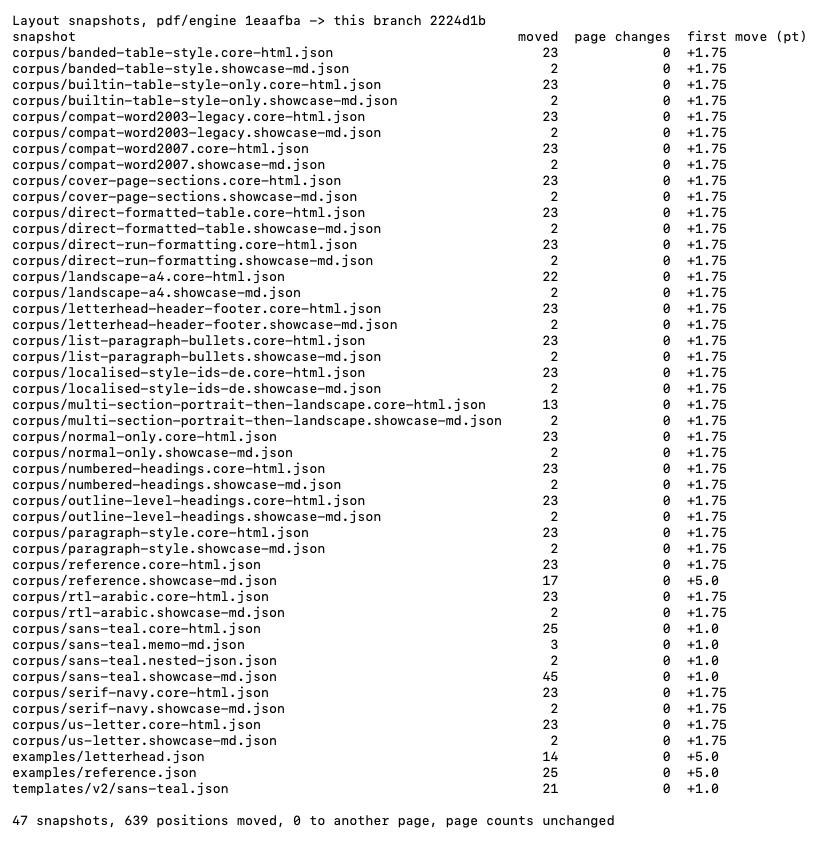 Layout snapshots, pdf/engine 1eaafba -> this branch 2224d1b
snapshot moved page changes first move (pt)
corpus/banded-table-style.core-html.json 23 0 +1.75
corpus/banded-table-style.showcase-md.json 2 0 +1.75
corpus/builtin-table-style-only.core-html.json 23 0 +1.75
corpus/builtin-table-style-only.showcase-md.json 2 0 +1.75
corpus/compat-word2003-legacy.core-html.json 23 0 +1.75
corpus/compat-word2003-legacy.showcase-md.json 2 0 +1.75
corpus/compat-word2007.core-html.json 23 0 +1.75
corpus/compat-word2007.showcase-md.json 2 0 +1.75
corpus/cover-page-sections.core-html.json 23 0 +1.75
corpus/cover-page-sections.showcase-md.json 2 0 +1.75
corpus/direct-formatted-table.core-html.json 23 0 +1.75
corpus/direct-formatted-table.showcase-md.json 2 0 +1.75
corpus/direct-run-formatting.core-html.json 23 0 +1.75
corpus/direct-run-formatting.showcase-md.json 2 0 +1.75
corpus/landscape-a4.core-html.json 22 0 +1.75
corpus/landscape-a4.showcase-md.json 2 0 +1.75
corpus/letterhead-header-footer.core-html.json 23 0 +1.75
corpus/letterhead-header-footer.showcase-md.json 2 0 +1.75
corpus/list-paragraph-bullets.core-html.json 23 0 +1.75
corpus/list-paragraph-bullets.showcase-md.json 2 0 +1.75
corpus/localised-style-ids-de.core-html.json 23 0 +1.75
corpus/localised-style-ids-de.showcase-md.json 2 0 +1.75
corpus/multi-section-portrait-then-landscape.core-html.json 13 0 +1.75
corpus/multi-section-portrait-then-landscape.showcase-md.json 2 0 +1.75
corpus/normal-only.core-html.json 23 0 +1.75
corpus/normal-only.showcase-md.json 2 0 +1.75
corpus/numbered-headings.core-html.json 23 0 +1.75
corpus/numbered-headings.showcase-md.json 2 0 +1.75
corpus/outline-level-headings.core-html.json 23 0 +1.75
corpus/outline-level-headings.showcase-md.json 2 0 +1.75
corpus/paragraph-style.core-html.json 23 0 +1.75
corpus/paragraph-style.showcase-md.json 2 0 +1.75
corpus/reference.core-html.json 23 0 +1.75
corpus/reference.showcase-md.json 17 0 +5.0
corpus/rtl-arabic.core-html.json 23 0 +1.75
corpus/rtl-arabic.showcase-md.json 2 0 +1.75
corpus/sans-teal.core-html.json 25 0 +1.0
corpus/sans-teal.memo-md.json 3 0 +1.0
corpus/sans-teal.nested-json.json 2 0 +1.0
corpus/sans-teal.showcase-md.json 45 0 +1.0
corpus/serif-navy.core-html.json 23 0 +1.75
corpus/serif-navy.showcase-md.json 2 0 +1.75
corpus/us-letter.core-html.json 23 0 +1.75
corpus/us-letter.showcase-md.json 2 0 +1.75
examples/letterhead.json 14 0 +5.0
examples/reference.json 25 0 +5.0
templates/v2/sans-teal.json 21 0 +1.0
47 snapshots, 639 positions moved, 0 to another page, page counts unchanged